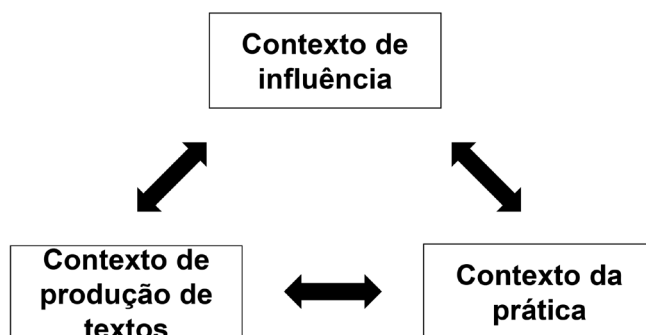 Contexto de
influência
Contexto de
produção de
textos
Contexto da
prática